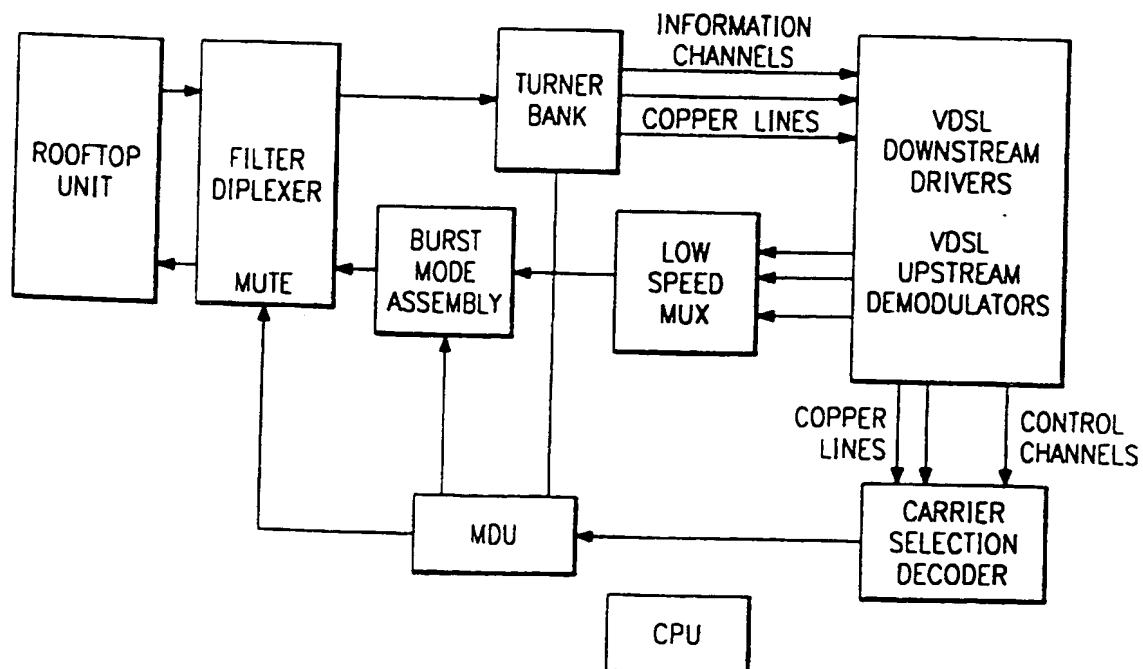 INFORMATION
CHANNELS
TURNER
BANK
COPPER LINES
ROOFTOP
UNIT
FILTER
DIPLEXER
MUTE
VDSL
DOWNSTREAM
DRIVERS
VDSL
UPSTREAM
DEMODULATORS
BURST
MODE
ASSEMBLY
LOW
SPEED
MUX
COPPER
LINES
CONTROL
CHANNELS
MDU
CARRIER
SELECTION
DECODER
CPU